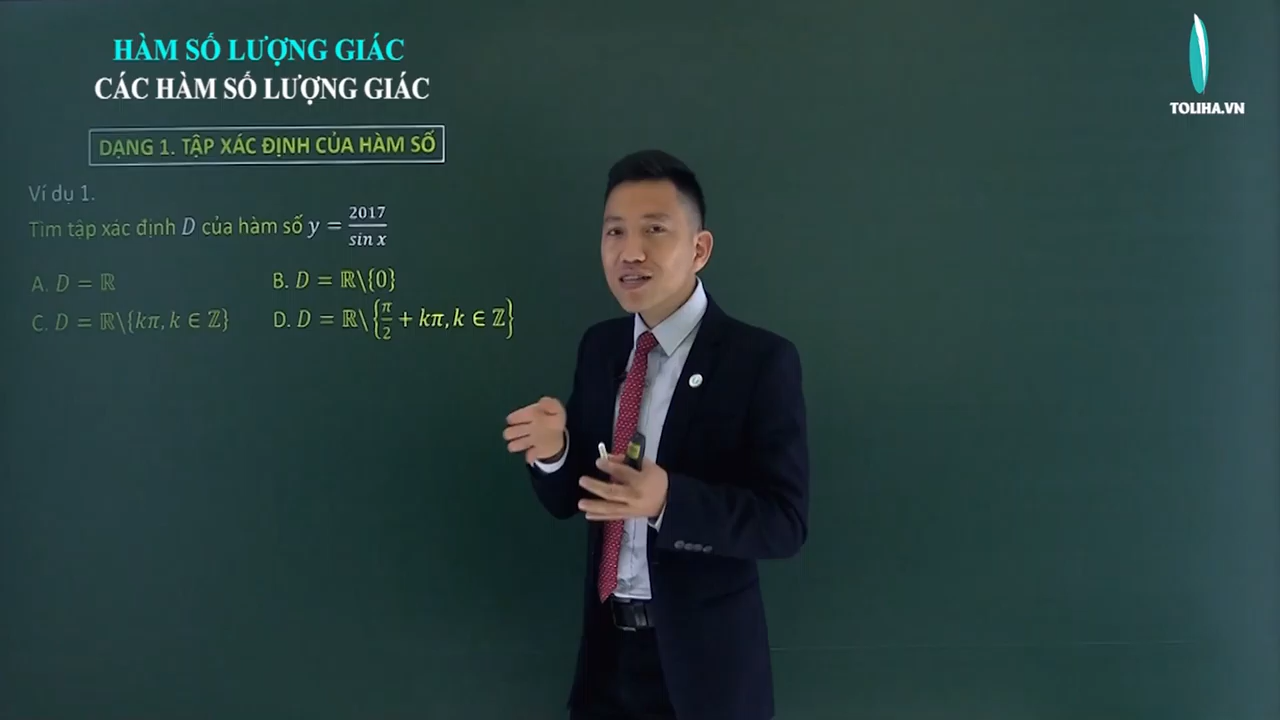 HÀM SỐ LƯỢNG GIÁC
CÁC HÀM SỐ LƯỢNG GIÁC
DẠNG 1. TẬP XÁC ĐỊNH CỦA HÀM SỐ
Ví dụ 1.
Tìm tập xác định D của hàm số y = 2017/sin x
A. D = ℝ B. D = ℝ\{0}
C. D = ℝ\{kπ, k ∈ ℤ} D. D = ℝ\{π/2 + kπ, k ∈ ℤ}
TOLIHA.VN